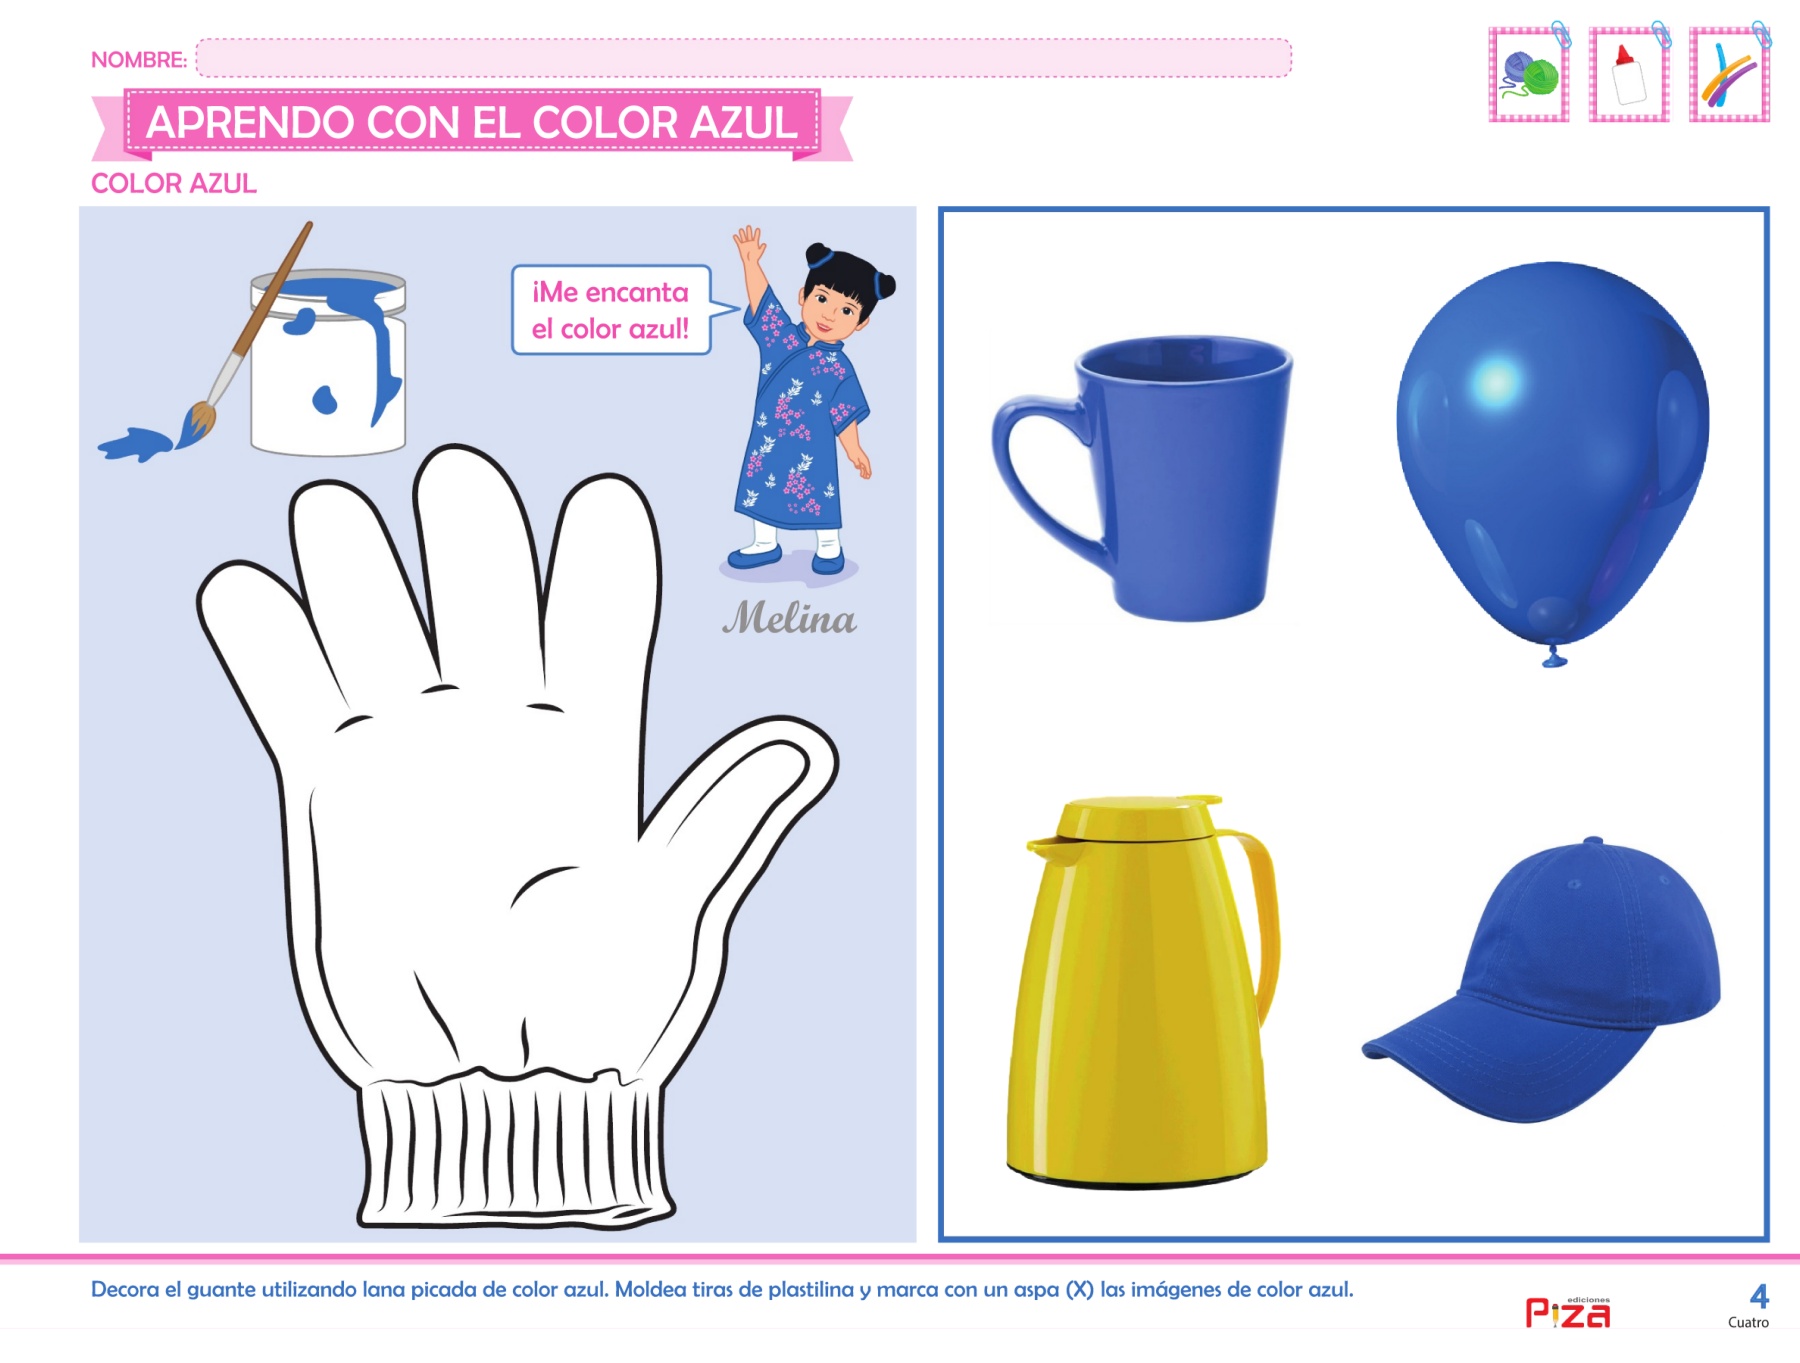 NOMBRE:
APRENDO CON EL COLOR AZUL
COLOR AZUL
¡Me encanta
el color azul!
Melina
Decora el guante utilizando lana picada de color azul. Moldea tiras de plastilina y marca con un aspa (X) las imágenes de color azul.
ediciones
Piza
4
Cuatro